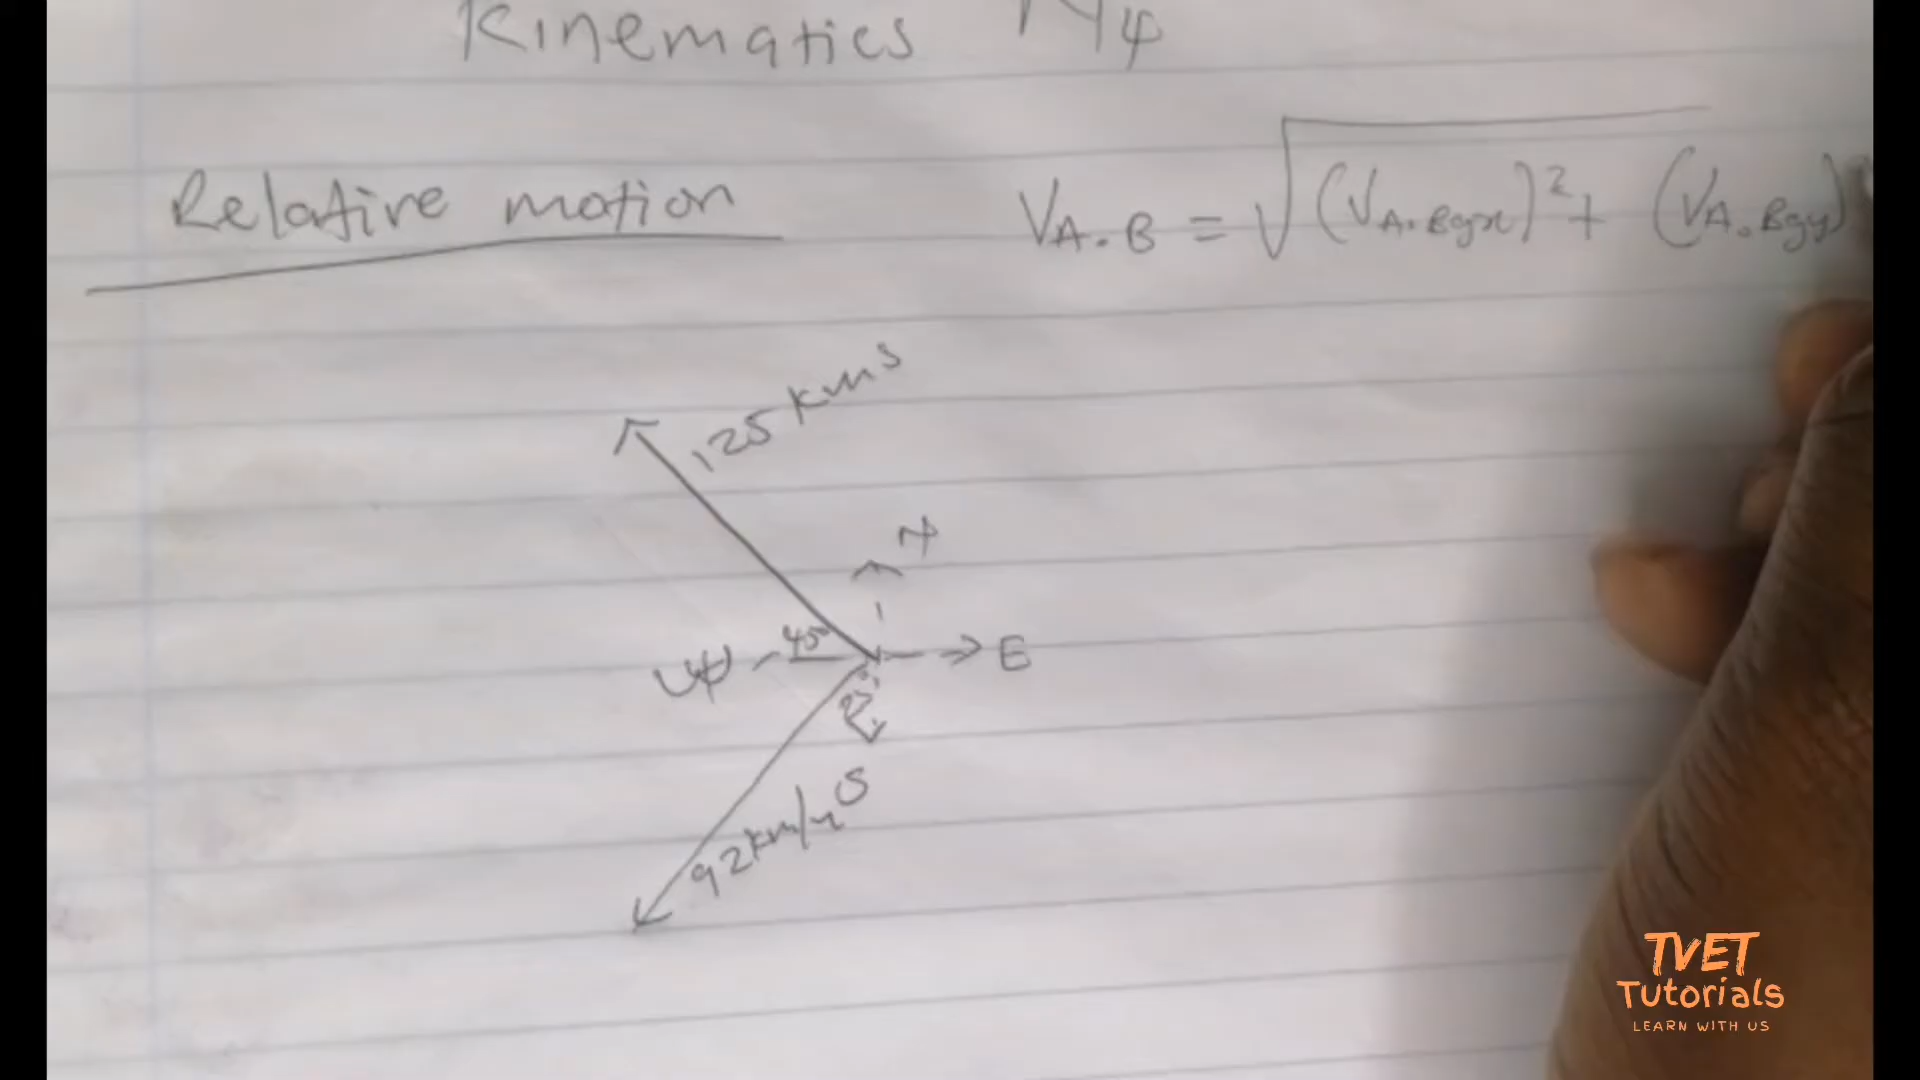 Kinematics N4
Relative motion
VA.B = √(VA.Bgx)² + (VA.Bgy)
125 km
N
45
W
E
S
92 km/h
TVET
Tutorials
LEARN WITH US